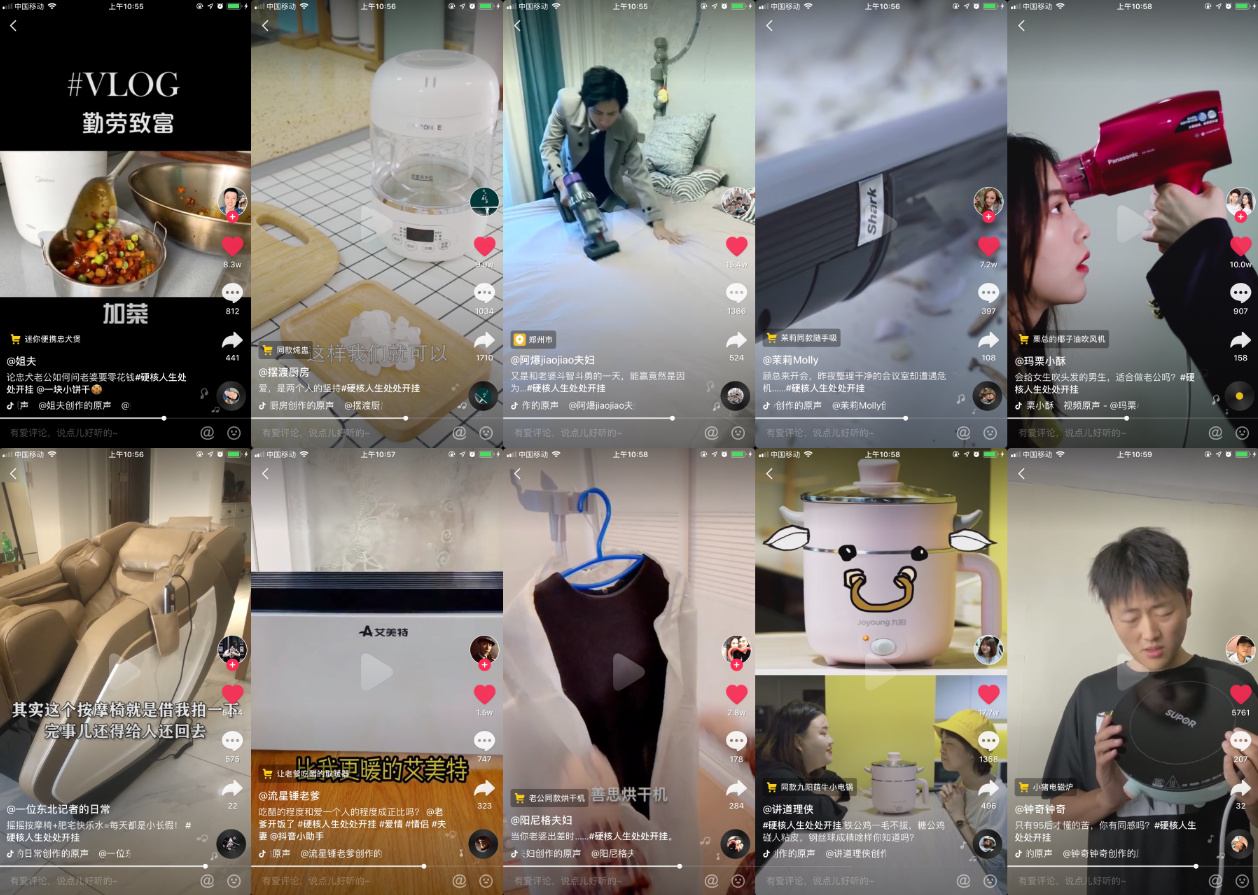 中国移动 上午10:55
#VLOG
勤劳致富
加菜
8.3w
812
441
迷你便携忠犬煲
@姐夫
论忠犬老公如何问老婆要零花钱#硬核人生处
处开挂 @一块小饼干
@姐夫创作的原声 @
有爱评论，说点儿好听的~
中国移动 上午10:56
这样我们就可以
1034
1710
同款炖盅
@摆渡厨房
爱，是两个人的坚持#硬核人生处处开挂
厨房创作的原声 @摆渡厨
有爱评论，说点儿好听的~
中国移动 上午10:55
1366
524
郑州市
@阿爆jiaojiao夫妇
又是和老婆斗智斗勇的一天，能赢竟然是因
为...#硬核人生处处开挂
作的原声 @阿爆jiaojiao夫
有爱评论，说点儿好听的~
中国移动 上午10:56
Shark
7.2w
397
108
茉莉同款随手吸
@茉莉Molly
顾总来开会，昨夜整理干净的会议室却遭遇危
机......#硬核人生处处开挂
创作的原声 @茉莉Molly
有爱评论，说点儿好听的~
中国移动 上午10:58
Panasonic
10.0w
907
158
栗总的椰子油吹风机
@玛栗小酥
会给女生吹头发的男生，适合做老公吗？#硬
核人生处处开挂
栗小酥 视频原声 - @玛栗
有爱评论，说点儿好听的~
中国移动 上午10:56
其实这个按摩椅就是借我拍一下
完事儿还得给人还回去
575
22
@一位东北记者的日常
摇摇按摩椅+肥宅快乐水=每天都是小长假！ #
硬核人生处处开挂
的日常创作的原声 @一位东
有爱评论，说点儿好听的~
中国移动 上午10:57
艾美特
比我更暖的艾美特
1.6w
747
323
@流星锤老爹
吃醋的程度和爱一个人的程度成正比吗？ @老
爹开饭了 #硬核人生处处开挂 #爱情 #情侣 #夫
妻 @抖音小助手
原声 @流星锤老爹创作的
有爱评论，说点儿好听的~
中国移动 上午10:58
善思烘干机
2.8w
178
284
老公同款烘干机
@阳尼格夫妇
当你老婆出差时......#硬核人生处处开挂。
妇创作的原声 @阳尼格夫
有爱评论，说点儿好听的~
中国移动 上午10:58
Joyoung 九阳
1358
496
同款九阳萌牛小电锅
@讲道理侠
#硬核人生处处开挂 铁公鸡一毛不拔，糖公鸡
碰人粘皮，钢丝球成精啥样你知道吗？
作的原声 @讲道理侠创作
有爱评论，说点儿好听的~
中国移动 上午10:59
SUPOR
5761
207
32
小猪电磁炉
@钟奇钟奇
只有95后才懂的苦，你有同感吗？#硬核人生
处处开挂
的原声 @钟奇钟奇创作的
有爱评论，说点儿好听的~